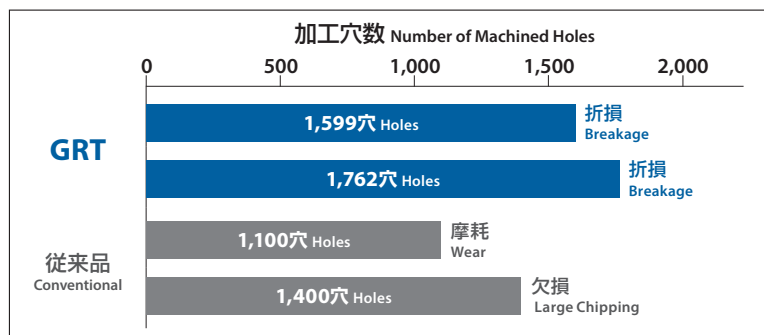 加工穴数 Number of Machined Holes
0 500 1,000 1,500 2,000
GRT
1,599穴 Holes
折損
Breakage
1,762穴 Holes
折損
Breakage
従来品
Conventional
1,100穴 Holes
摩耗
Wear
1,400穴 Holes
欠損
Large Chipping